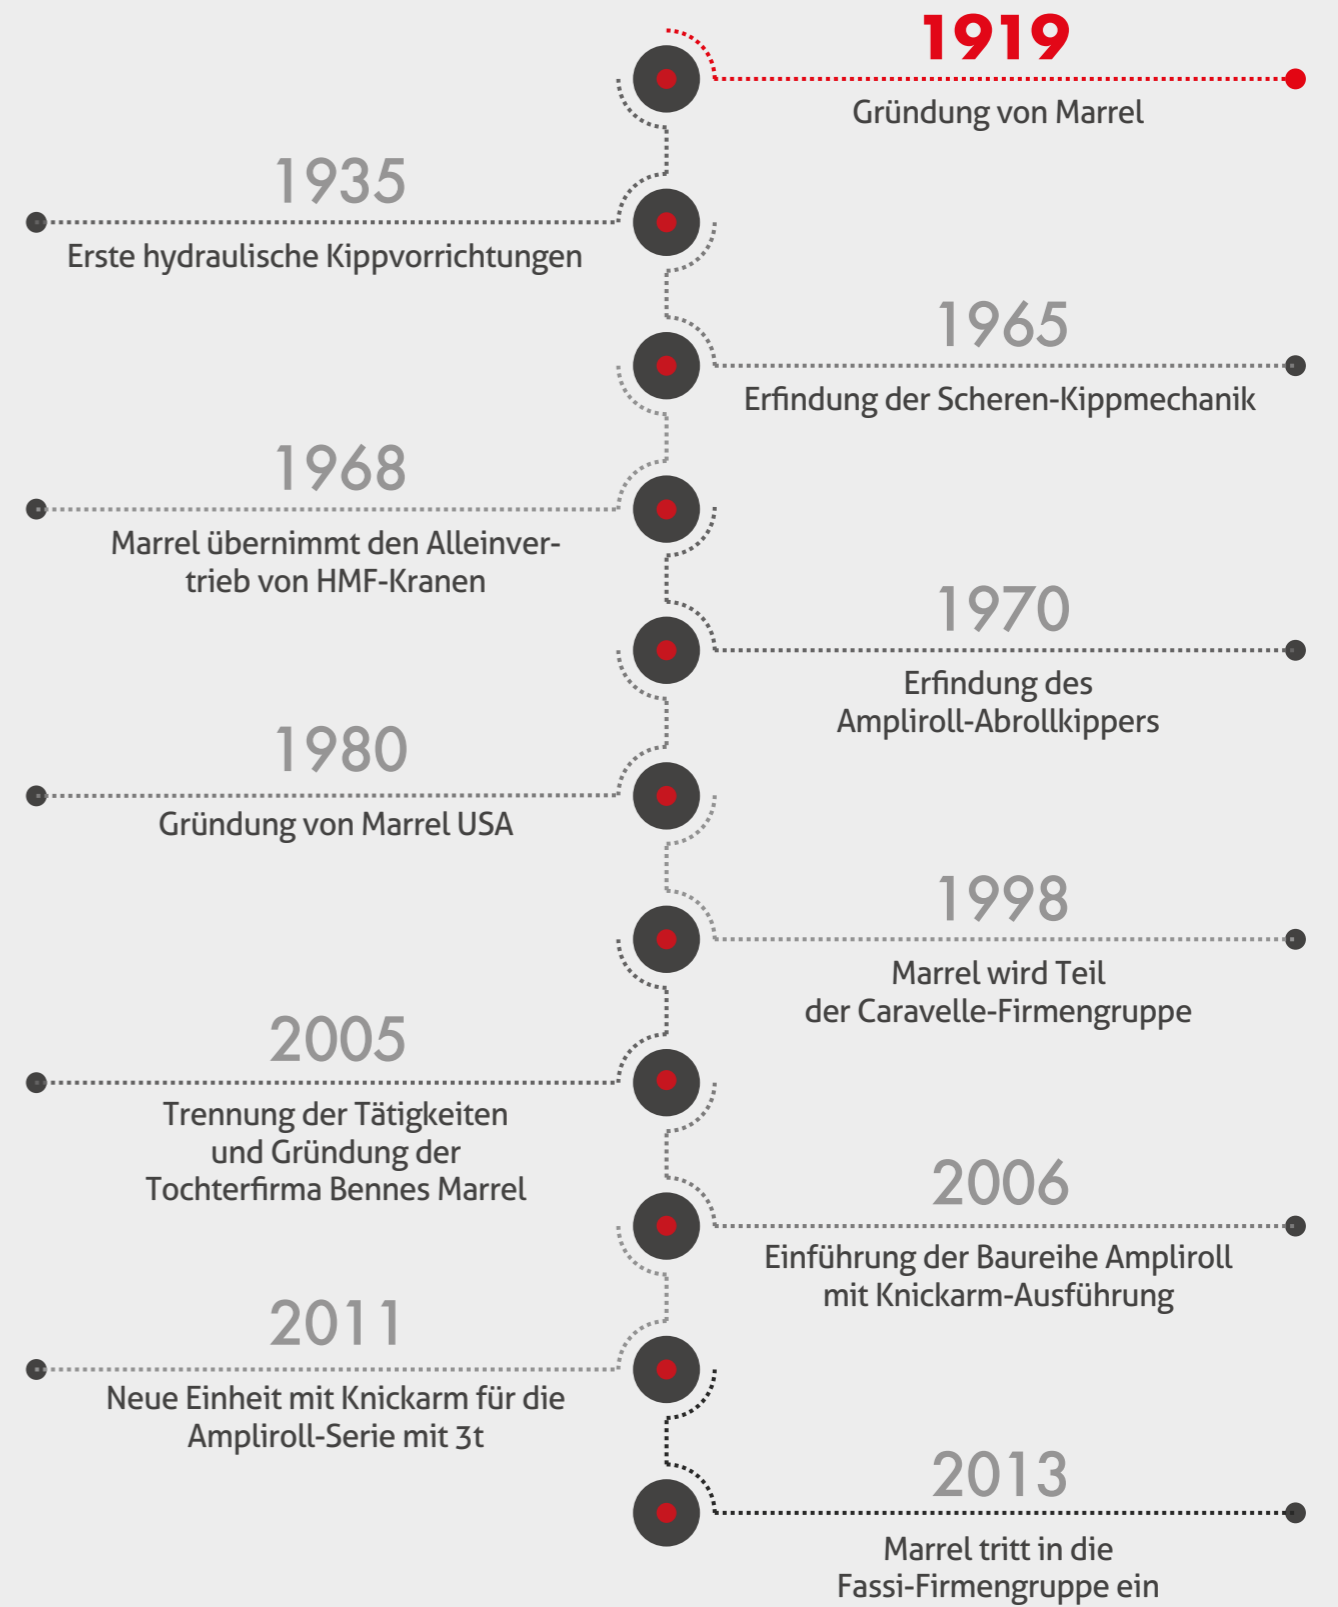 1919
Gründung von Marrel
1935
Erste hydraulische Kippvorrichtungen
1965
Erfindung der Scheren-Kippmechanik
1968
Marrel übernimmt den Alleinver-
trieb von HMF-Kranen
1970
Erfindung des
Ampliroll-Abrollkippers
1980
Gründung von Marrel USA
1998
Marrel wird Teil
der Caravelle-Firmengruppe
2005
Trennung der Tätigkeiten
und Gründung der
Tochterfirma Bennes Marrel
2006
Einführung der Baureihe Ampliroll
mit Knickarm-Ausführung
2011
Neue Einheit mit Knickarm für die
Ampliroll-Serie mit 3t
2013
Marrel tritt in die
Fassi-Firmengruppe ein